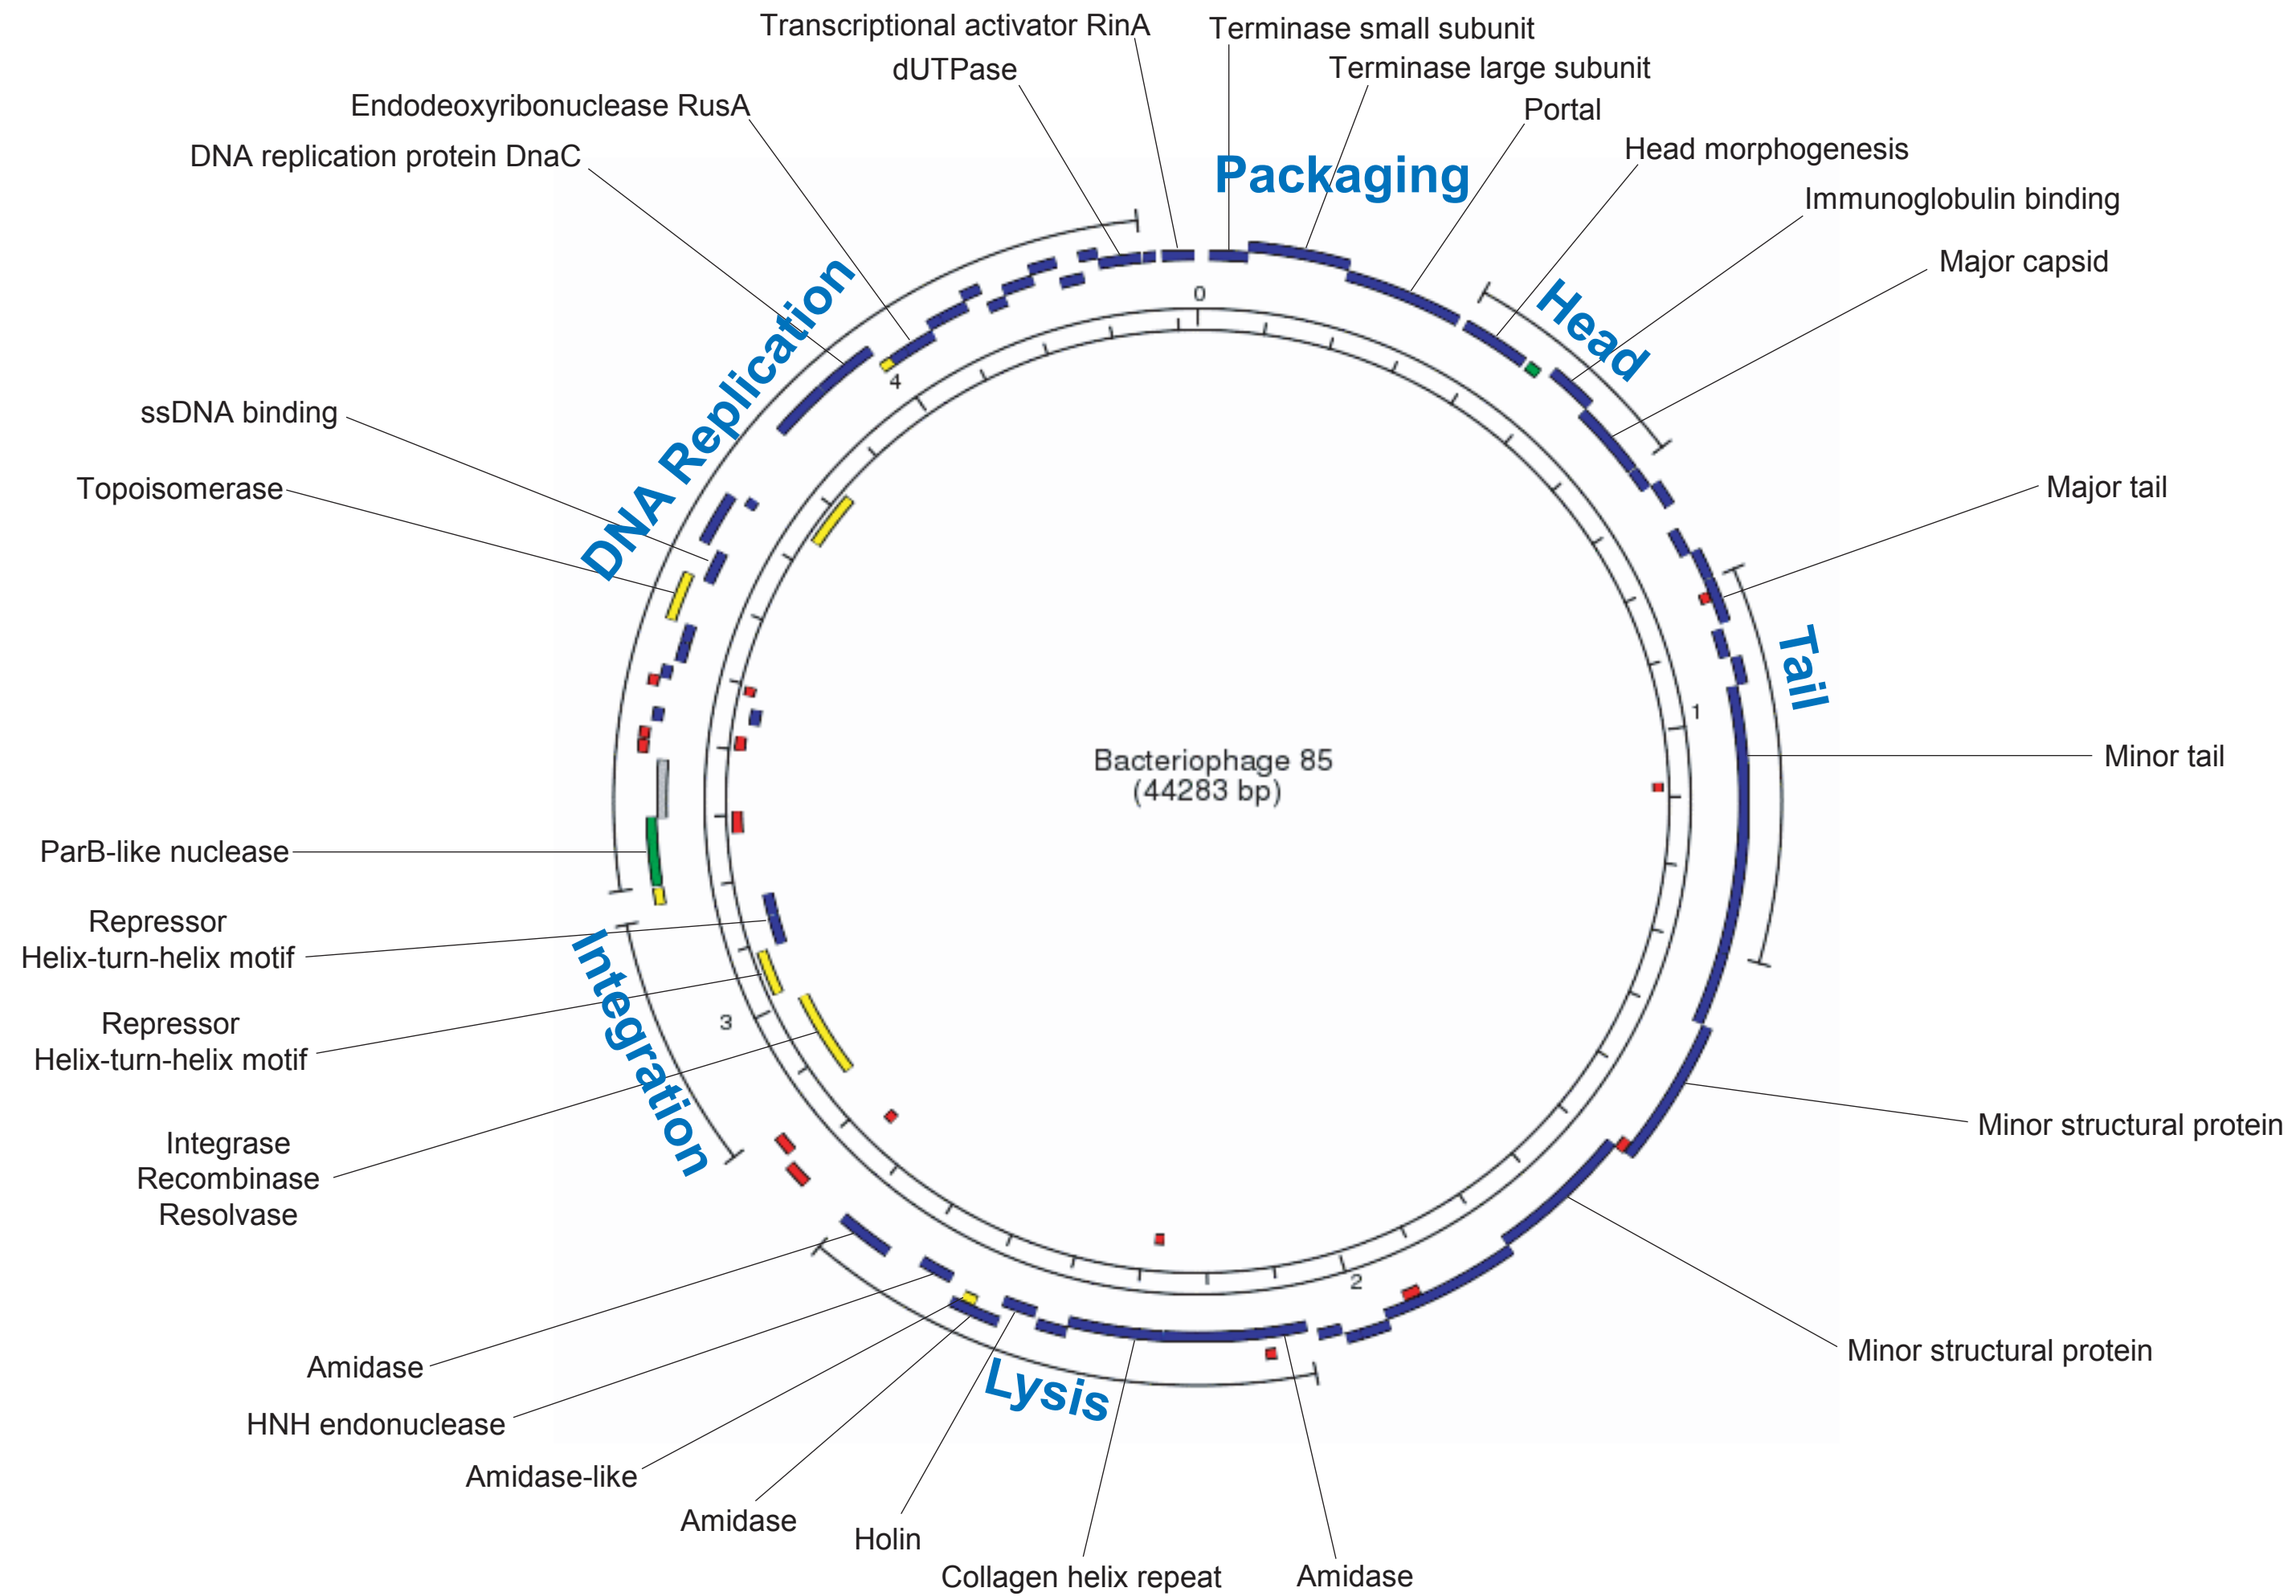 Transcriptional activator RinA
Terminase small subunit
dUTPase
Terminase large subunit
Endodeoxyribonuclease RusA
Portal
DNA replication protein DnaC
Head morphogenesis
Packaging
Immunoglobulin binding
Major capsid
DNA Replication
Head
0
4
ssDNA binding
Topoisomerase
Major tail
Tail
1
Bacteriophage 85
(44283 bp)
Minor tail
ParB-like nuclease
Repressor
Helix-turn-helix motif
Integration
Repressor
Helix-turn-helix motif
3
Integrase
Recombinase
Resolvase
Minor structural protein
2
Minor structural protein
Amidase
Lysis
HNH endonuclease
Amidase-like
Amidase
Holin
Collagen helix repeat
Amidase